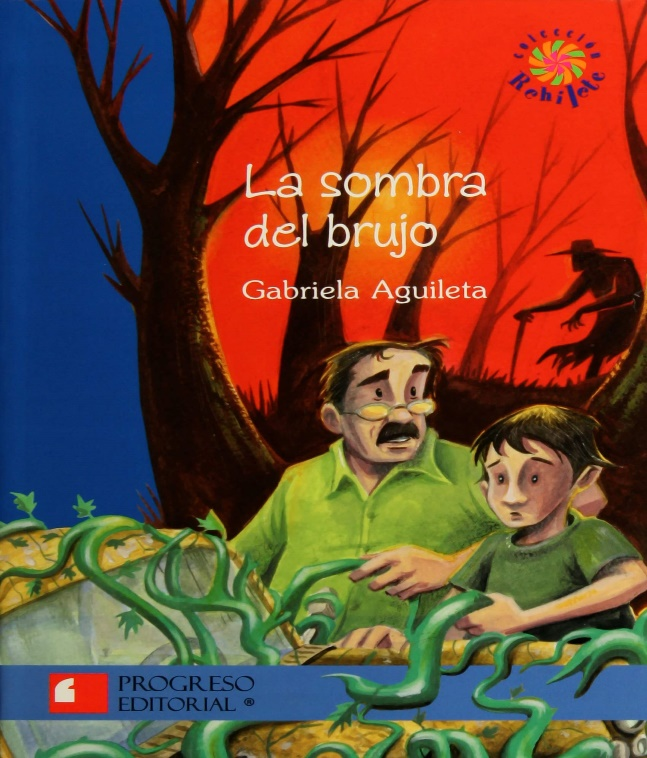 Colección
Rehilete
La sombra
del brujo
Gabriela Aguileta
PROGRESO
EDITORIAL ®